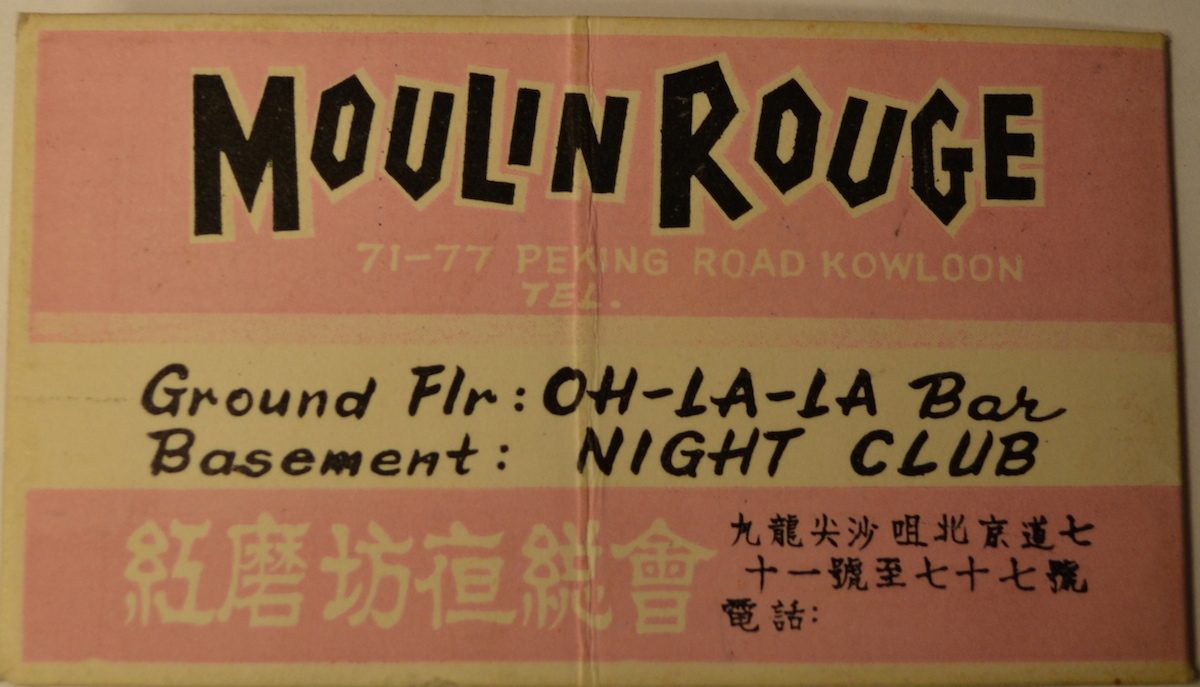 MOULIN ROUGE
71-77 PEKING ROAD KOWLOON
TEL.
Ground Flr: OH-LA-LA Bar
Basement: NIGHT CLUB
紅磨坊夜総會
九龍尖沙咀北京道七
十一號至七十七號
電話: